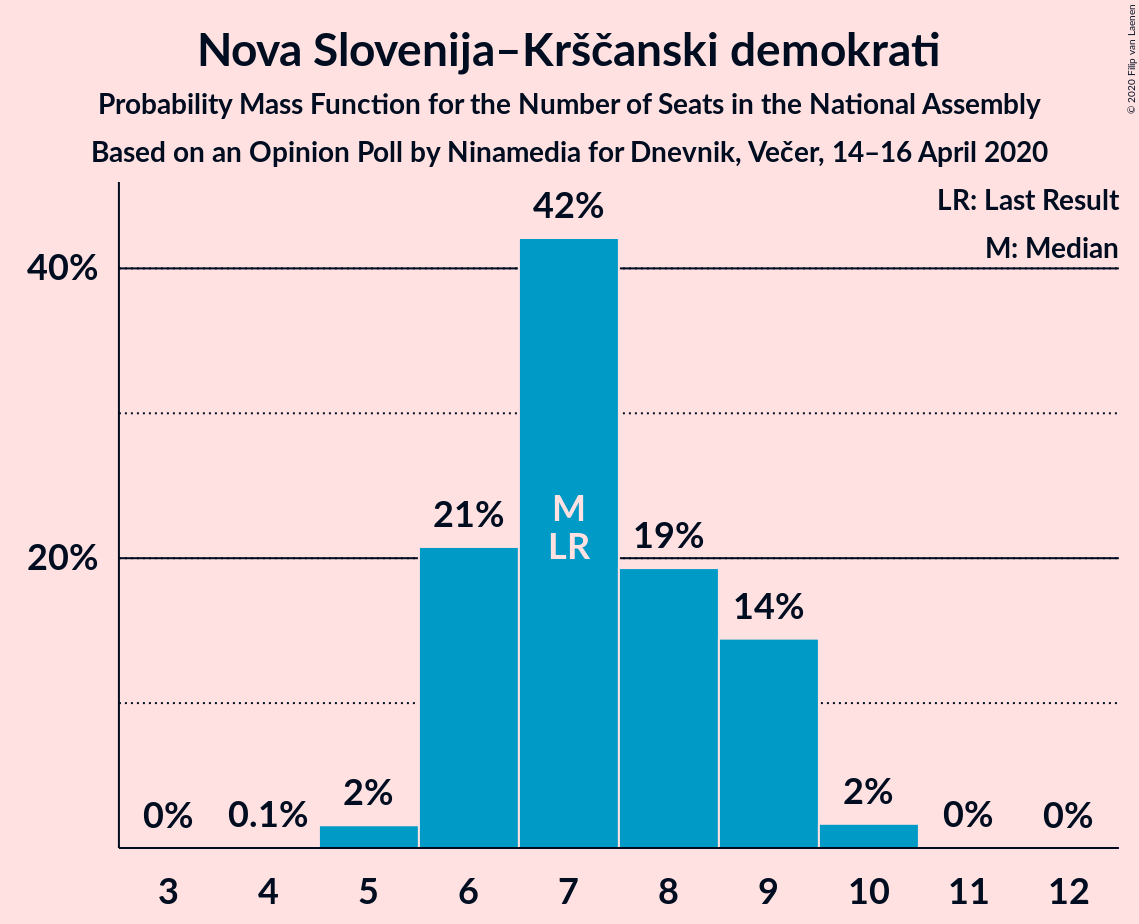 Nova Slovenija–Krščanski demokrati
Probability Mass Function for the Number of Seats in the National Assembly
Based on an Opinion Poll by Ninamedia for Dnevnik, Večer, 14–16 April 2020
© 2020 Filip van Laenen
LR: Last Result
M: Median
40%
20%
0%
0.1%
2%
21%
42%
M
LR
19%
14%
2%
0%
0%
3 4 5 6 7 8 9 10 11 12